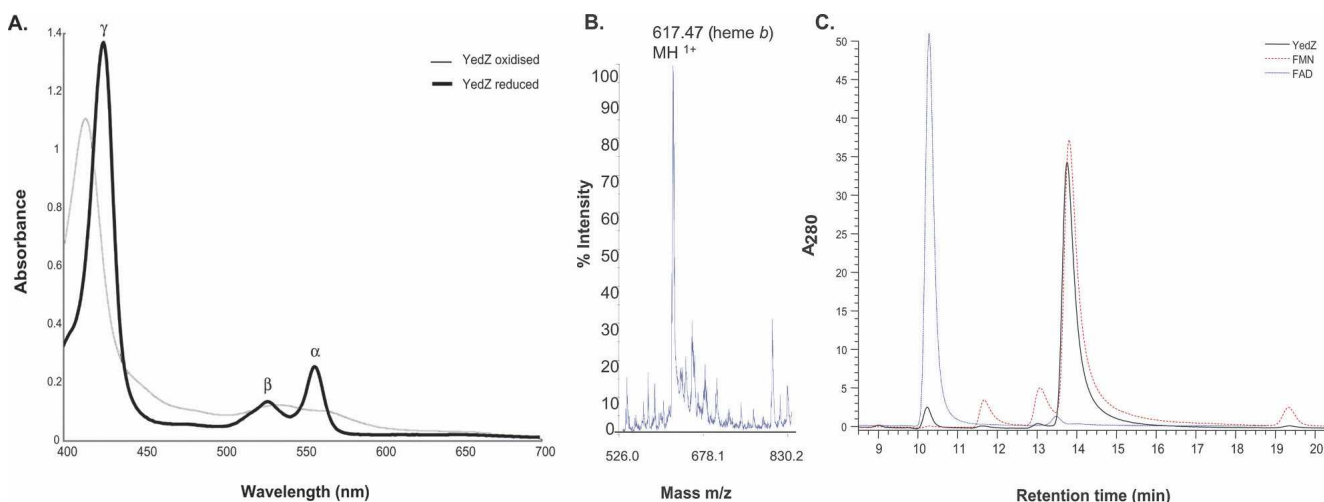 A.
γ
1.4
1.2
1
0.8
0.6
0.4
0.2
0
YedZ oxidised
YedZ reduced
β
α
400
450
500
550
600
650
700
Absorbance
Wavelength (nm)
B.
617.47 (heme b)
MH 1+
100
90
80
70
60
50
40
30
20
10
0
% Intensity
526.0
678.1
830.2
Mass m/z
C.
50
45
40
35
30
25
20
15
10
5
0
A280
YedZ
FMN
FAD
9
10
11
12
13
14
15
16
17
18
19
20
Retention time (min)